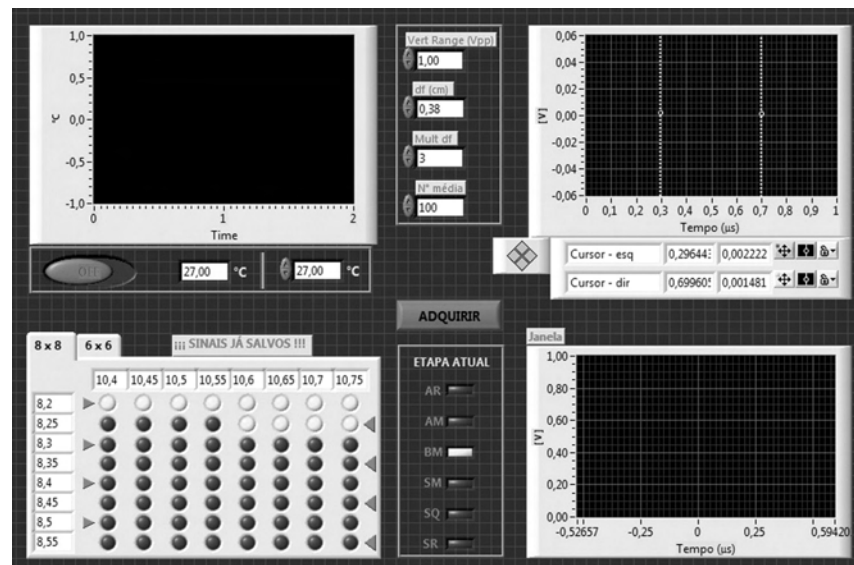 1,0
0,5
0,0
-0,5
-1,0
°C
0 1 2
Time
OFF
27,00 °C
27,00 °C
Vert Range (Vpp)
1,00
df (cm)
0,38
Mult df
3
N° média
100
0,06
0,04
0,02
0,00
-0,02
-0,04
-0,06
[V]
0 0,1 0,2 0,3 0,4 0,5 0,6 0,7 0,8 0,9 1
Tempo (µs)
Cursor - esq 0,29644 0,002222
Cursor - dir 0,69960 0,001481
ADQUIRIR
8 x 8 6 x 6
¡¡¡ SINAIS JÁ SALVOS !!!
10,4 10,45 10,5 10,55 10,6 10,65 10,7 10,75
8,2
8,25
8,3
8,35
8,4
8,45
8,5
8,55
ETAPA ATUAL
AR
AM
BM
SM
SQ
SR
Janela
1,00
0,80
0,60
0,40
0,20
0,00
[V]
-0,52657 -0,25 0 0,25 0,59420
Tempo (µs)